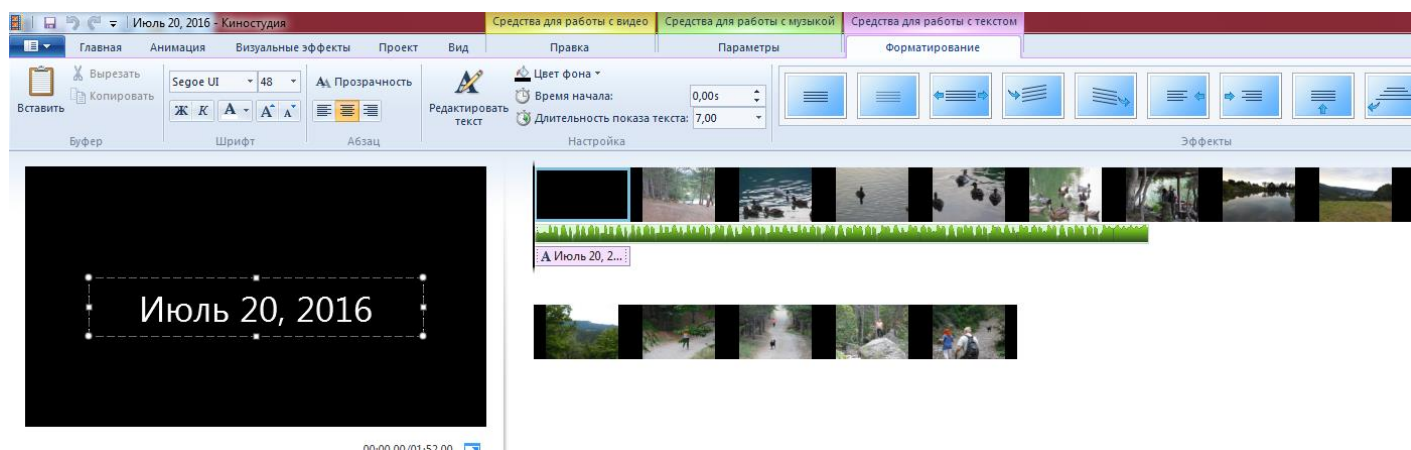 Июль 20, 2016 - Киностудия
Средства для работы с видео
Средства для работы с музыкой
Средства для работы с текстом
Главная Анимация Визуальные эффекты Проект Вид Правка Параметры Форматирование
Вставить
Вырезать
Копировать
Буфер
Segoe UI 48
Ж К А А А
Шрифт
АА Прозрачность
Абзац
Редактировать
текст
Цвет фона
Время начала: 0,00s
Длительность показа текста: 7,00
Настройка
Эффекты
Июль 20, 2016
A Июль 20, 2...
00:00,00/01:52,00